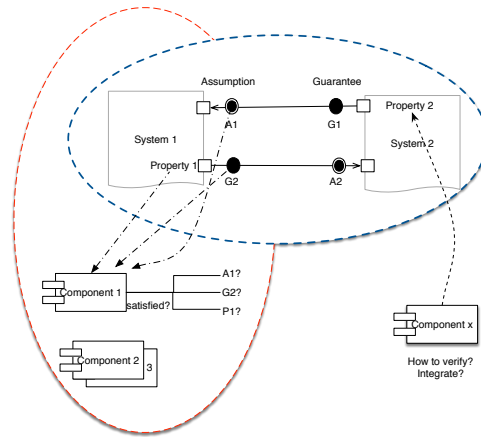 Assumption
Guarantee
A1
G1
Property 2
System 1
System 2
Property 1
G2
A2
A1?
Component 1
G2?
satisfied?
P1?
Component x
Component 2
3
How to verify?
Integrate?